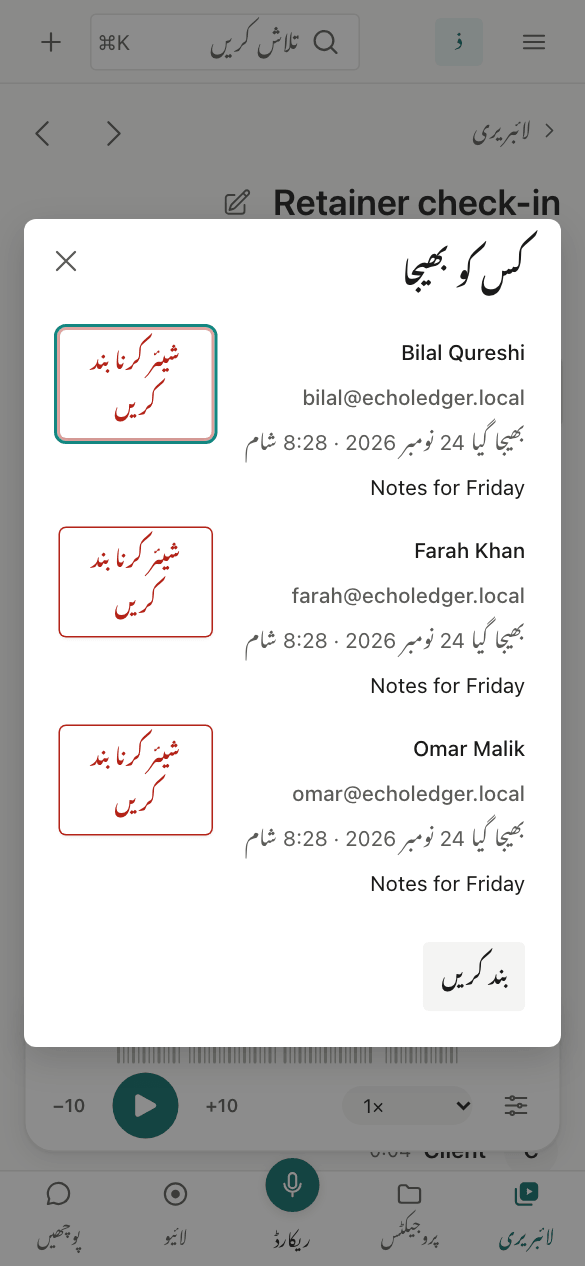 تلاش کریں ⌘K
ذ
لائبریری
Retainer check-in
کس کو بھیجا
Bilal Qureshi
bilal@echoledger.local
بھیجا گیا 24 نومبر 2026 · 8:28 شام
Notes for Friday
شیئر کرنا بند
کریں
Farah Khan
farah@echoledger.local
بھیجا گیا 24 نومبر 2026 · 8:28 شام
Notes for Friday
شیئر کرنا بند
کریں
Omar Malik
omar@echoledger.local
بھیجا گیا 24 نومبر 2026 · 8:28 شام
Notes for Friday
شیئر کرنا بند
کریں
بند کریں
−10
+10
1×
0:04 Client C
لائبریری
پروجیکٹس
ریکارڈ
لائیو
پوچھیں